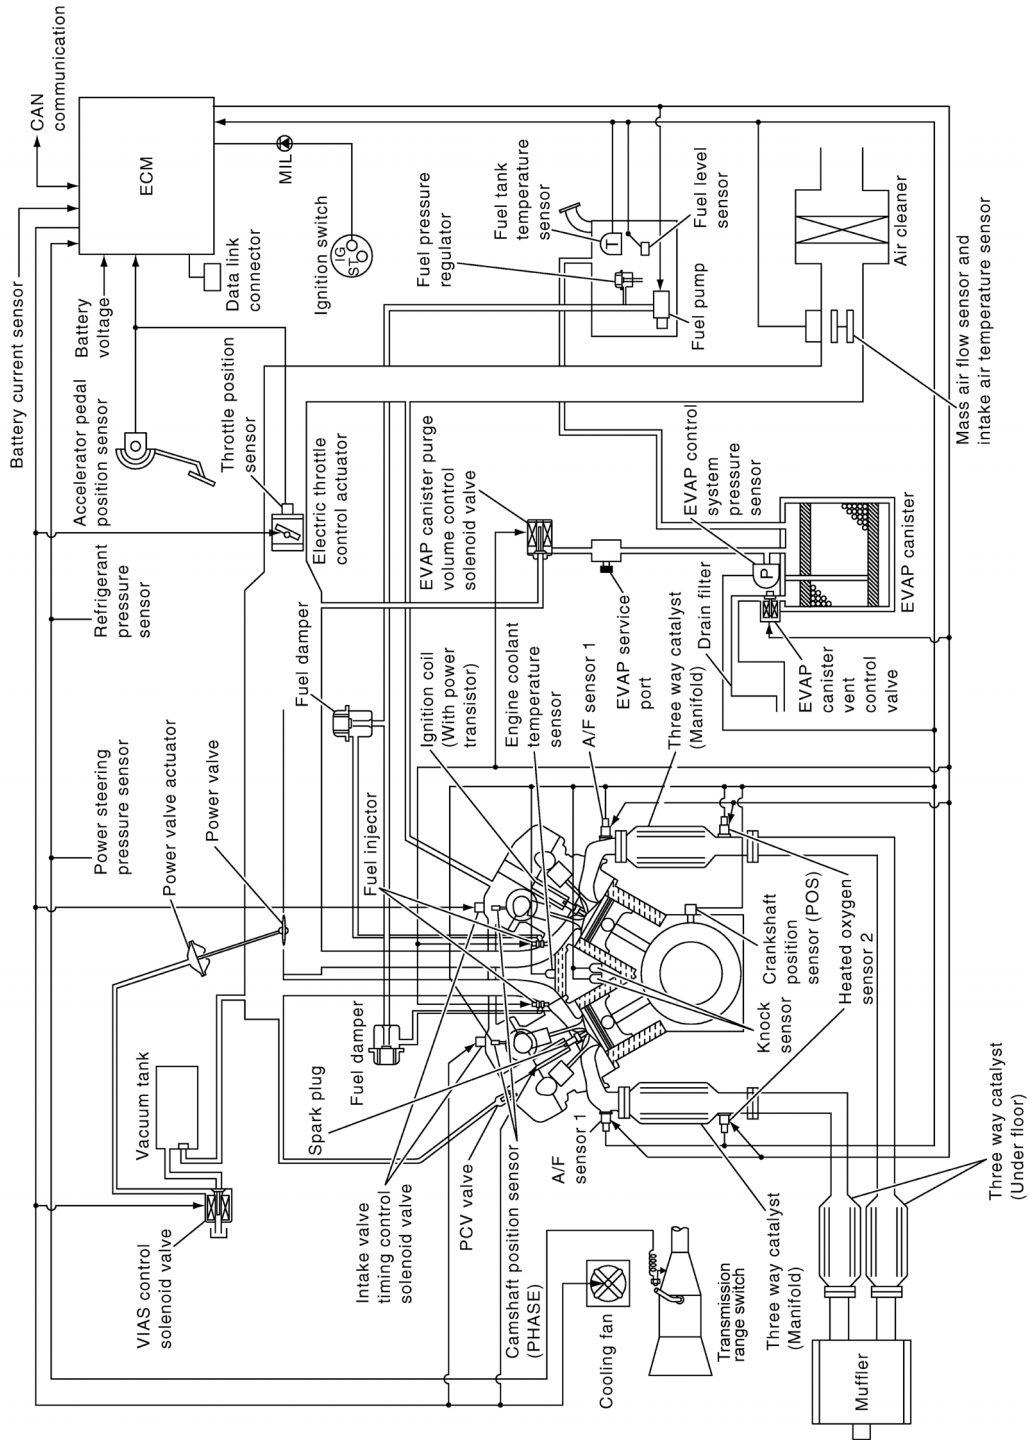 CAN
communication
ECM
MIL
Battery current sensor
Battery
voltage
Data link
connector
Ignition switch
IG
ST
Accelerator pedal
position sensor
Throttle position
sensor
Electric throttle
control actuator
Refrigerant
pressure
sensor
Fuel pressure
regulator
Fuel tank
temperature
sensor
T
Fuel level
sensor
Fuel pump
Air cleaner
Mass air flow sensor and
intake air temperature sensor
EVAP canister purge
volume control
solenoid valve
EVAP control
system
pressure
sensor
P
EVAP canister
EVAP service
port
Drain filter
EVAP
canister
vent
control
valve
Power steering
pressure sensor
Power valve actuator
Power valve
Fuel damper
Fuel injector
Ignition coil
(With power
transistor)
Engine coolant
temperature
sensor
A/F sensor 1
Three way catalyst
(Manifold)
Crankshaft
position
sensor (POS)
Heated oxygen
sensor 2
Knock
sensor
Vacuum tank
VIAS control
solenoid valve
Fuel damper
Spark plug
Intake valve
timing control
solenoid valve
PCV valve
Camshaft position sensor
(PHASE)
A/F
sensor 1
Cooling fan
Transmission
range switch
Three way catalyst
(Manifold)
Three way catalyst
(Under floor)
Muffler